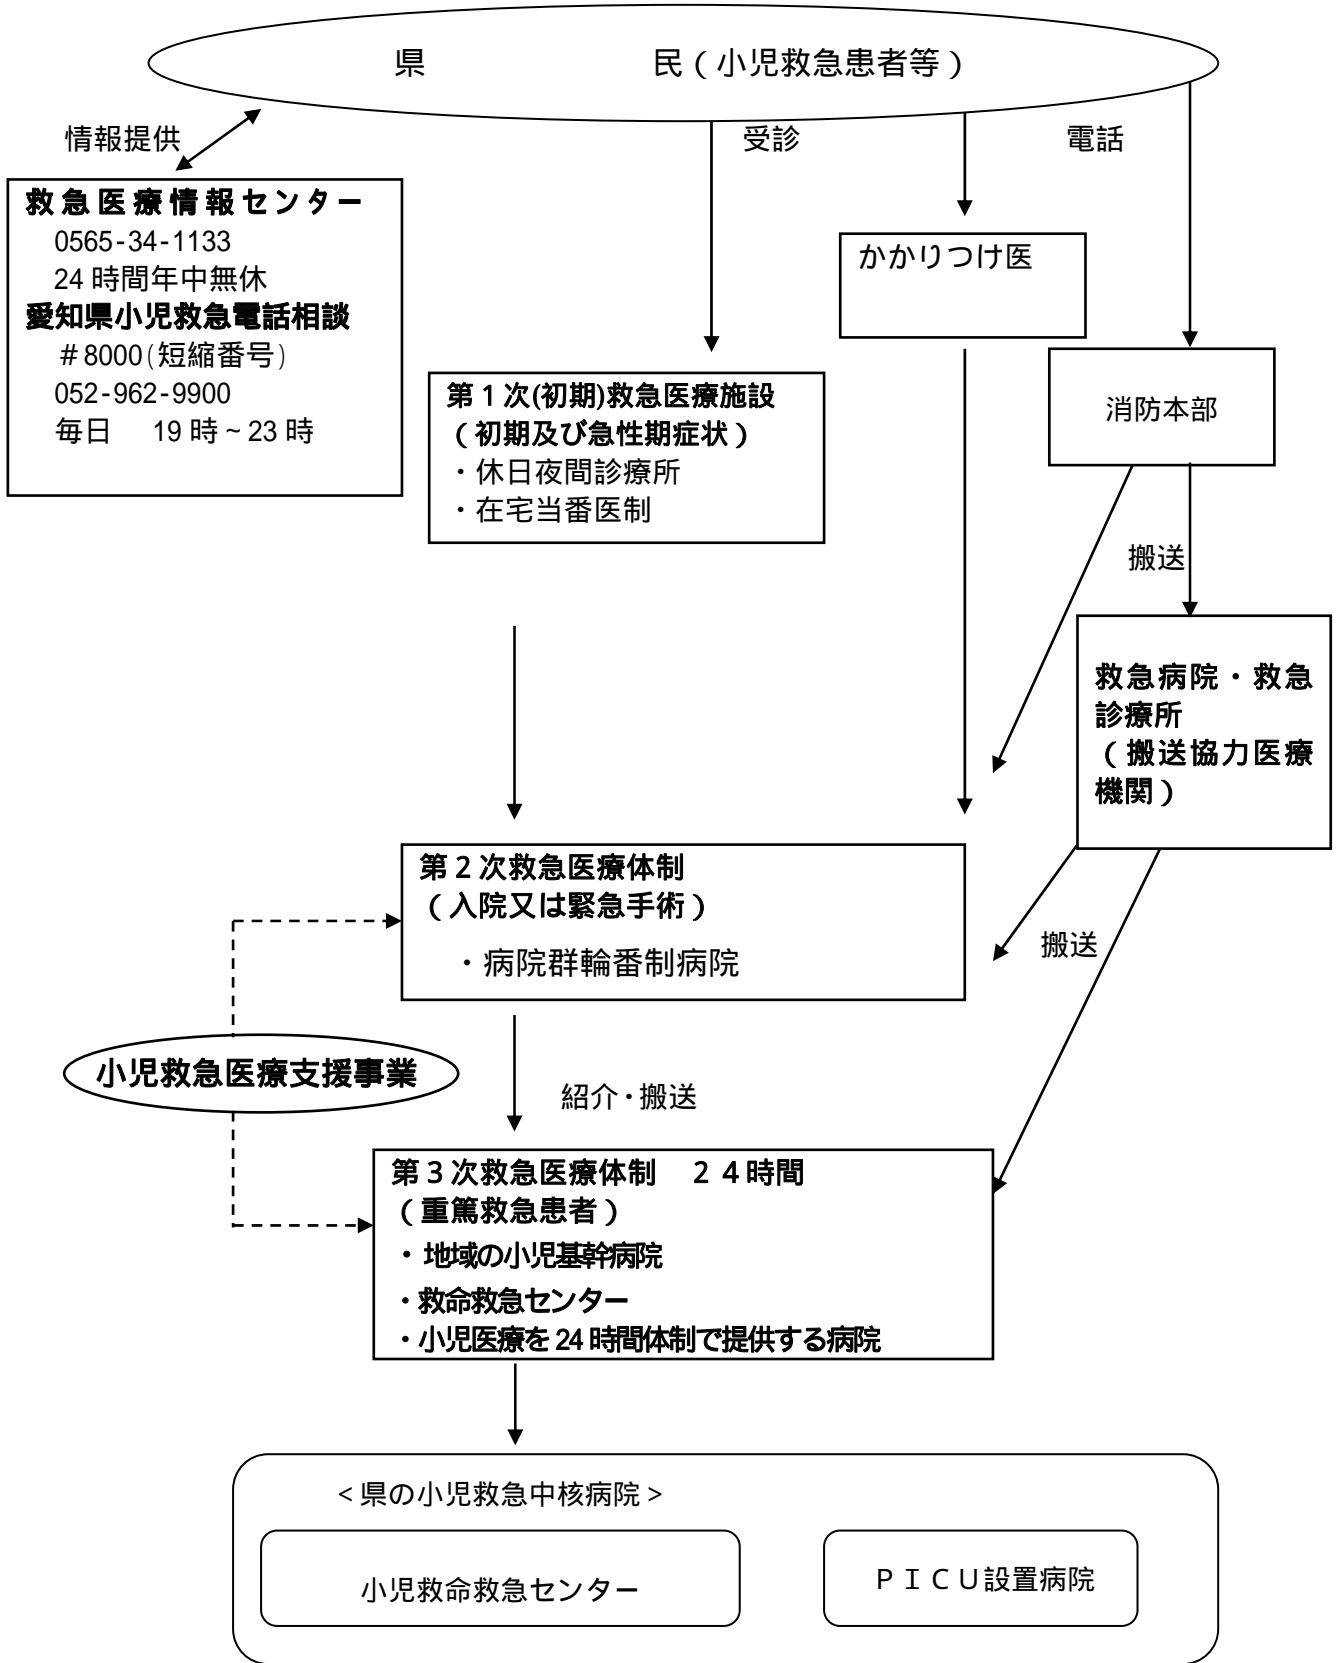 県　　　　民（小児救急患者等）
情報提供
受診
電話
救急医療情報センター
0565-34-1133
24時間年中無休
愛知県小児救急電話相談
＃8000(短縮番号)
052-962-9900
毎日　19時～23時
かかりつけ医
消防本部
第１次(初期)救急医療施設
（初期及び急性期症状）
・休日夜間診療所
・在宅当番医制
搬送
救急病院・救急
診療所
（搬送協力医療
機関）
第２次救急医療体制
（入院又は緊急手術）
・病院群輪番制病院
搬送
小児救急医療支援事業
紹介・搬送
第３次救急医療体制　２４時間
（重篤救急患者）
・地域の小児基幹病院
・救命救急センター
・小児医療を24時間体制で提供する病院
＜県の小児救急中核病院＞
小児救命救急センター
ＰＩＣＵ設置病院